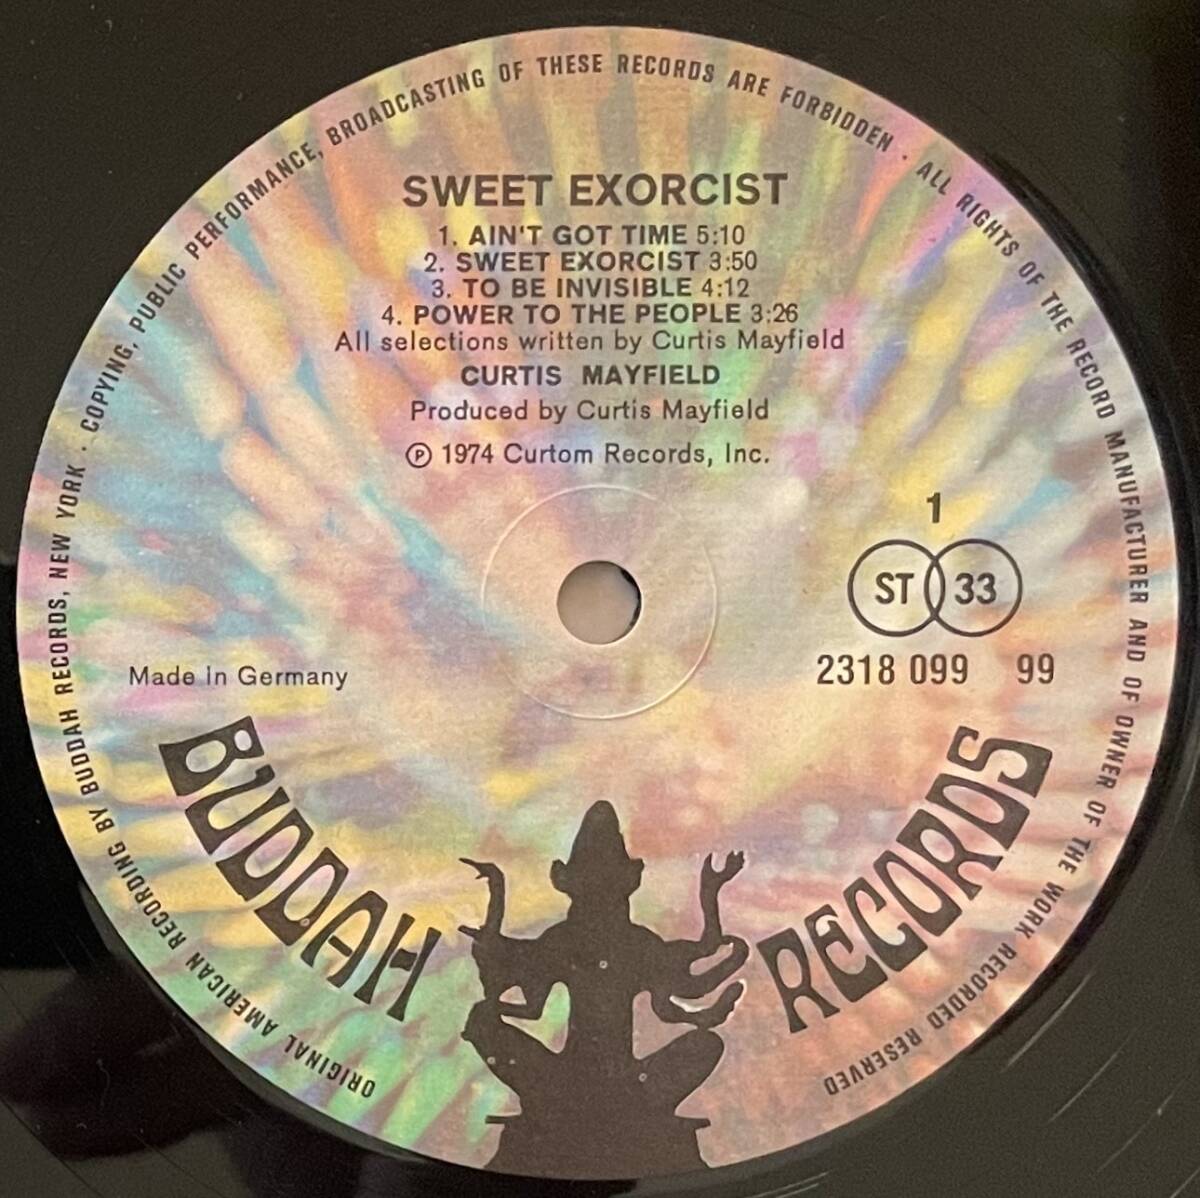 ORIGINAL AMERICAN RECORDING BY BUDDAH RECORDS, NEW YORK · COPYING, PUBLIC PERFORMANCE, BROADCASTING OF THESE RECORDS ARE FORBIDDEN · ALL RIGHTS OF THE RECORD MANUFACTURER AND OF OWNER OF THE WORK RECORDED RESERVED
SWEET EXORCIST
1. AIN'T GOT TIME 5:10
2. SWEET EXORCIST 3:50
3. TO BE INVISIBLE 4:12
4. POWER TO THE PEOPLE 3:26
All selections written by Curtis Mayfield
CURTIS MAYFIELD
Produced by Curtis Mayfield
℗ 1974 Curtom Records, Inc.
1
ST 33
Made in Germany
2318 099 99
BUDDAH RECORDS